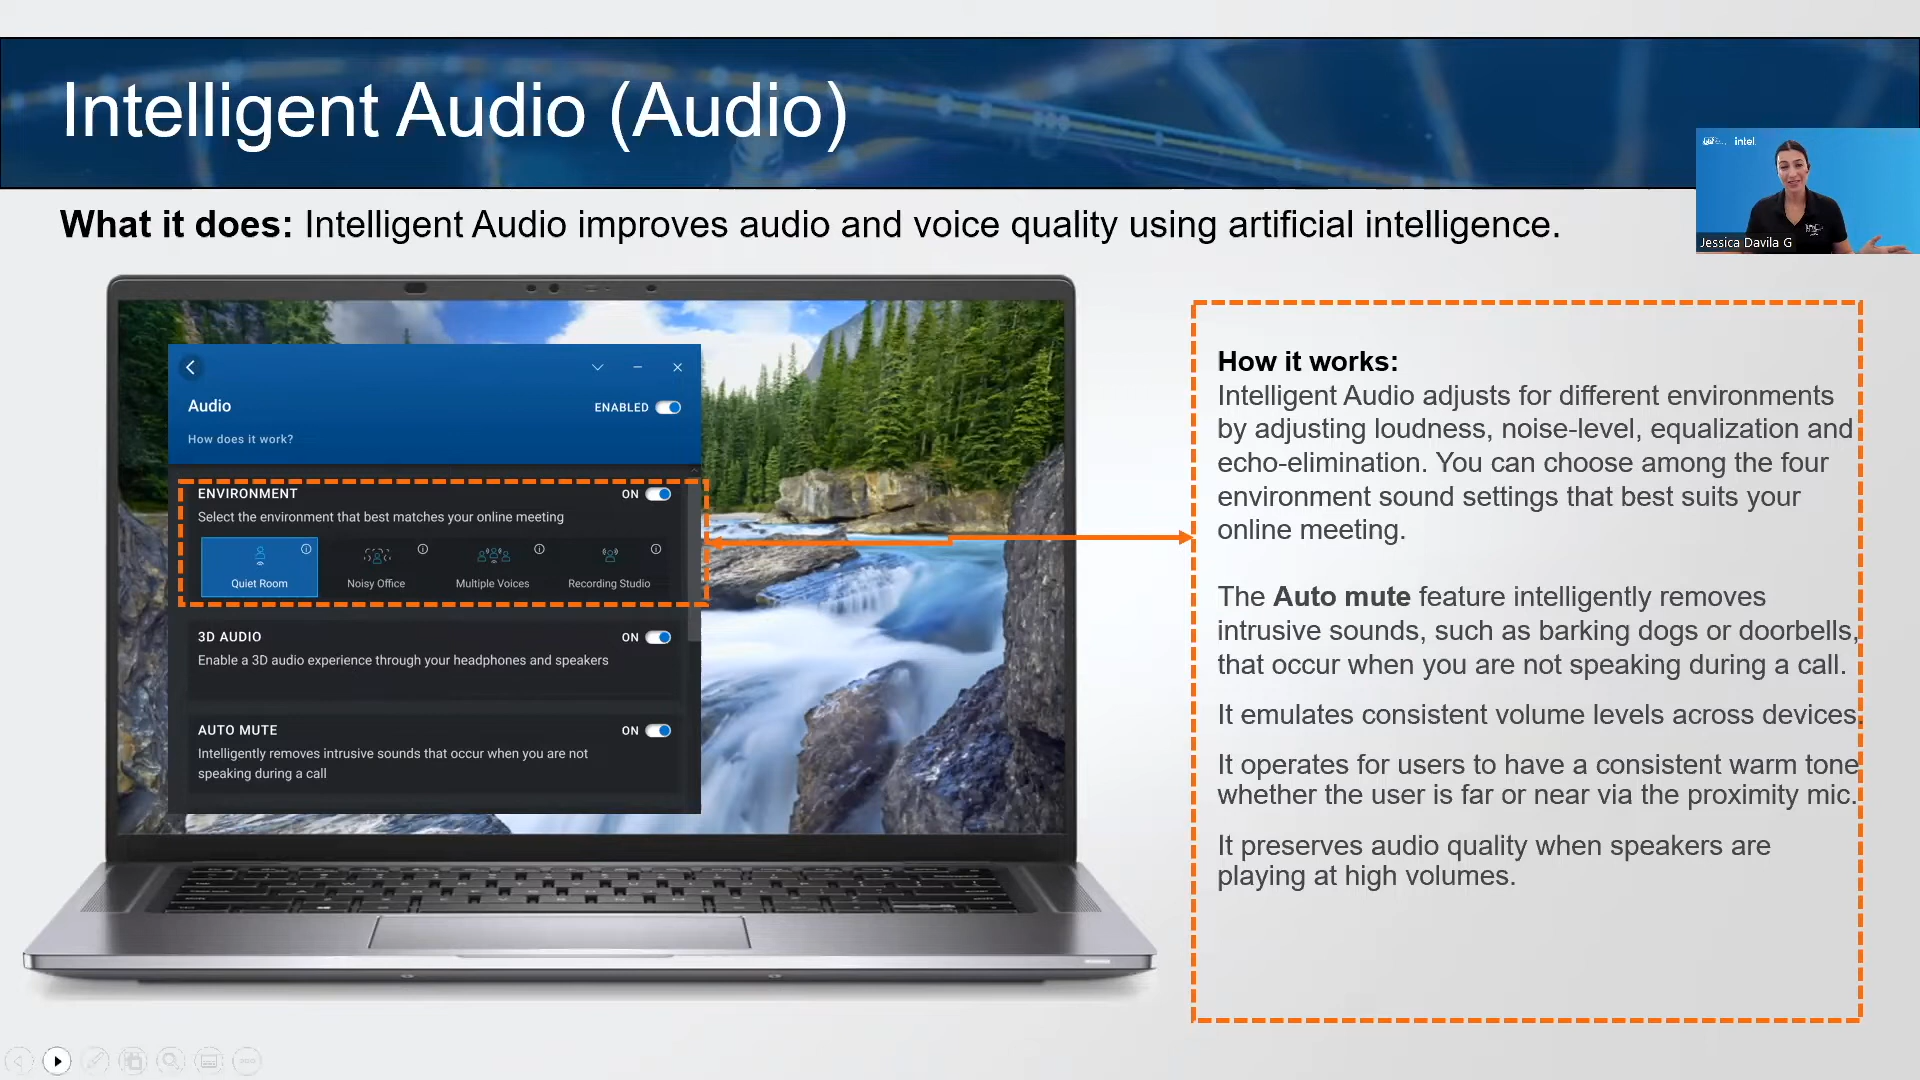 Intelligent Audio (Audio)
intel.
Jessica Davila G
What it does: Intelligent Audio improves audio and voice quality using artificial intelligence.
Audio
ENABLED
How does it work?
ENVIRONMENT
ON
Select the environment that best matches your online meeting
Quiet Room
Noisy Office
Multiple Voices
Recording Studio
3D AUDIO
ON
Enable a 3D audio experience through your headphones and speakers
AUTO MUTE
ON
Intelligently removes intrusive sounds that occur when you are not
speaking during a call
How it works:
Intelligent Audio adjusts for different environments
by adjusting loudness, noise-level, equalization and
echo-elimination. You can choose among the four
environment sound settings that best suits your
online meeting.
The Auto mute feature intelligently removes
intrusive sounds, such as barking dogs or doorbells,
that occur when you are not speaking during a call.
It emulates consistent volume levels across devices.
It operates for users to have a consistent warm tone
whether the user is far or near via the proximity mic.
It preserves audio quality when speakers are
playing at high volumes.